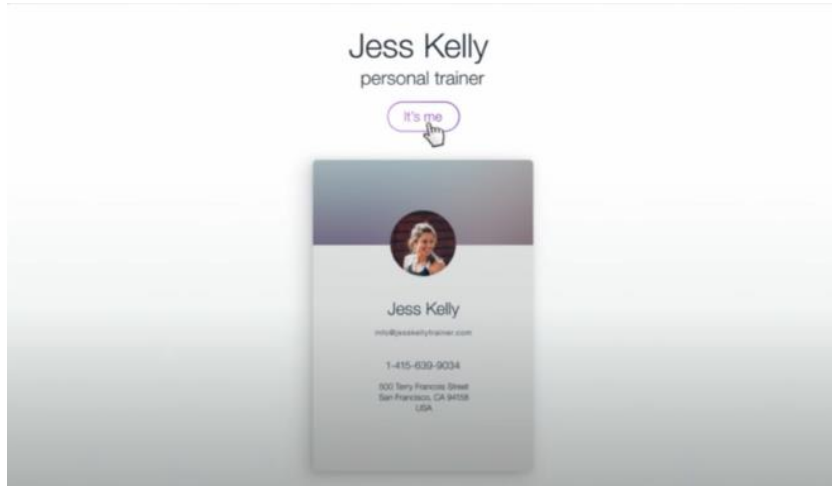 Jess Kelly
personal trainer
It's me
Jess Kelly
info@jesskellytrainer.com
1-415-639-9034
500 Terry Francois Street
San Francisco, CA 94158
USA